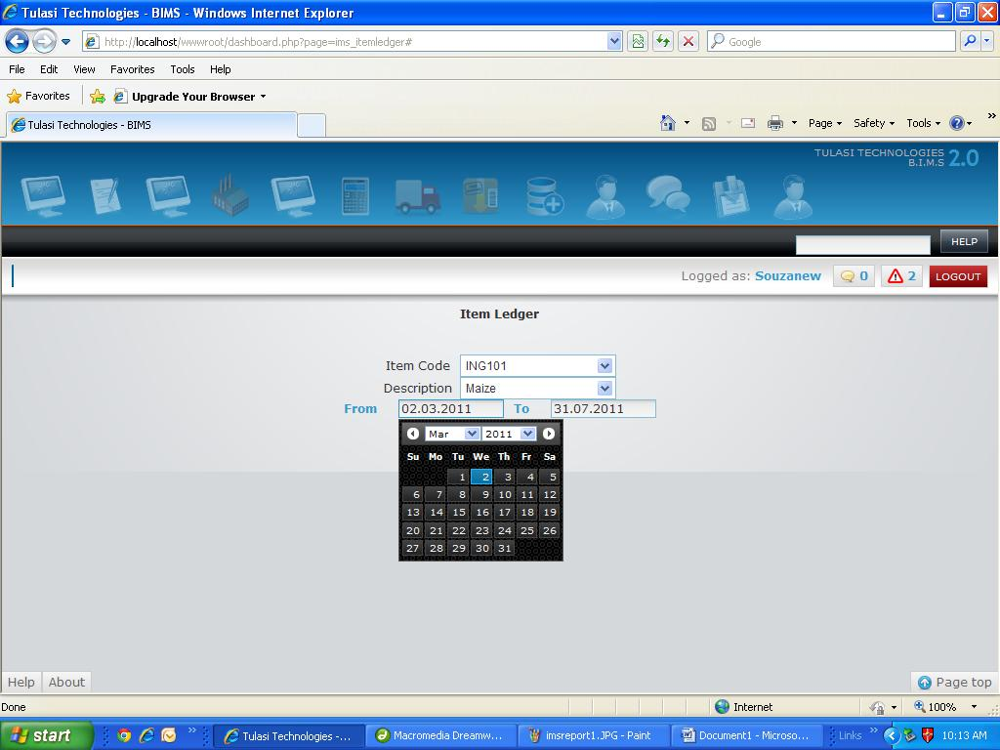 Tulasi Technologies - BIMS - Windows Internet Explorer
http://localhost/wwwroot/dashboard.php?page=ims_itemledger#
Google
File Edit View Favorites Tools Help
Favorites Upgrade Your Browser
Tulasi Technologies - BIMS
Page Safety Tools
TULASI TECHNOLOGIES
B.I.M.S 2.0
HELP
Logged as: Souzanew 0 2 LOGOUT
Item Ledger
Item Code ING101
Description Maize
From 02.03.2011 To 31.07.2011
Mar 2011
Su Mo Tu We Th Fr Sa
1 2 3 4 5
6 7 8 9 10 11 12
13 14 15 16 17 18 19
20 21 22 23 24 25 26
27 28 29 30 31
Help About Page top
Done Internet 100%
start Tulasi Technologies -... Macromedia Dreamw... imsreport1.JPG - Paint Document1 - Microso... Links 10:13 AM